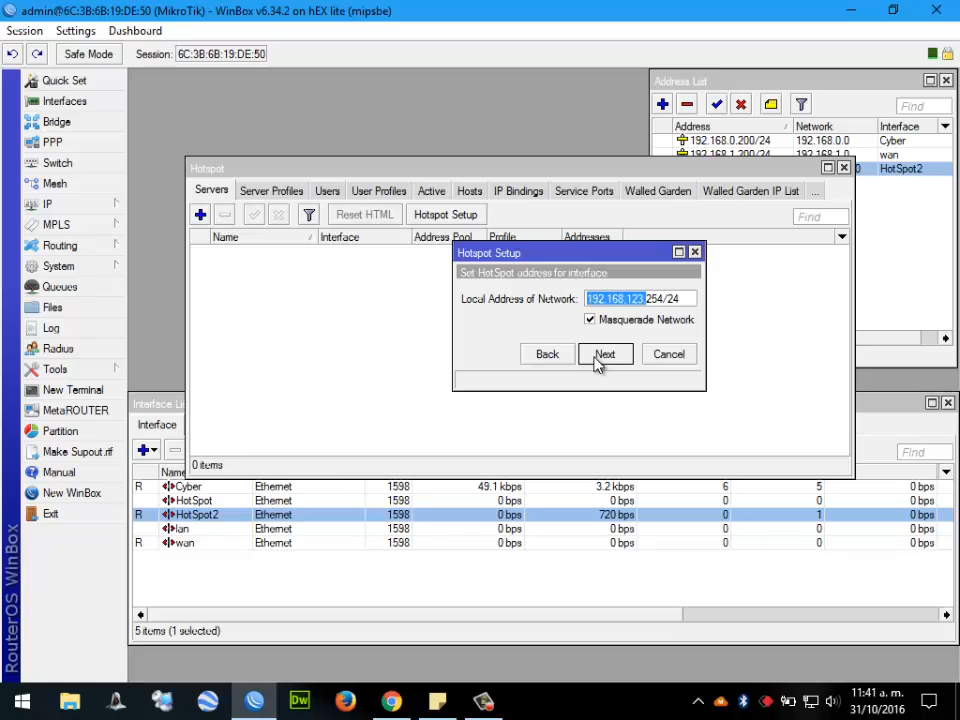 admin@6C:3B:6B:19:DE:50 (MikroTik) - WinBox v6.34.2 on hEX lite (mipsbe)
Session Settings Dashboard
Safe Mode Session: 6C:3B:6B:19:DE:50
Quick Set
Interfaces
Bridge
PPP
Switch
Mesh
IP
MPLS
Routing
System
Queues
Files
Log
Radius
Tools
New Terminal
MetaROUTER
Partition
Make Supout.rif
Manual
New WinBox
Exit
RouterOS WinBox
Address List
Find
Address Network Interface
192.168.0.200/24 192.168.0.0 Cyber
192.168.1.200/24 192.168.1.0 wan
0 HotSpot2
Hotspot
Servers Server Profiles Users User Profiles Active Hosts IP Bindings Service Ports Walled Garden Walled Garden IP List ...
Reset HTML Hotspot Setup Find
Name Interface Address Pool Profile Addresses
0 items
Hotspot Setup
Set HotSpot address for interface
Local Address of Network: 192.168.123.254/24
Masquerade Network
Back Next Cancel
Interface
Find
R Cyber Ethernet 1598 49.1 kbps 3.2 kbps 6 5 0 bps
HotSpot Ethernet 1598 0 bps 0 bps 0 0 0 bps
R HotSpot2 Ethernet 1598 0 bps 720 bps 0 1 0 bps
lan Ethernet 1598 0 bps 0 bps 0 0 0 bps
R wan Ethernet 1598 0 bps 0 bps 0 0 0 bps
5 items (1 selected)
Dw
11:41 a. m.
31/10/2016